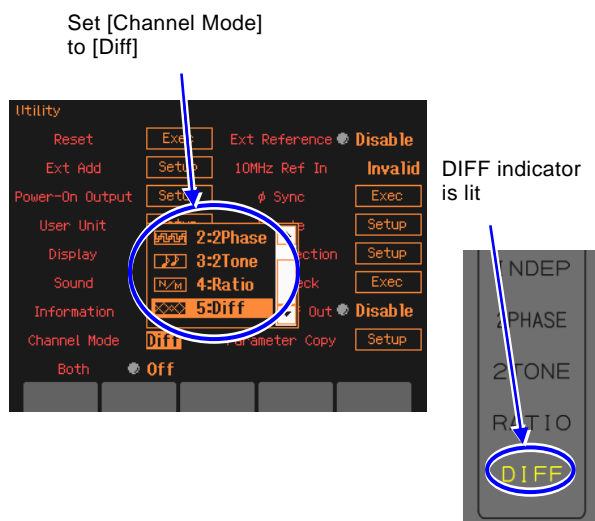 Set [Channel Mode]
to [Diff]
Utility
Reset Exec Ext Reference Disable
Ext Add Setup 10MHz Ref In Invalid
Power-On Output ø Sync Exec
User Unit Setup
2:2Phase
Display Setup
3:2Tone
Sound Exec
4:Ratio
Information Out Disable
5:Diff
Channel Mode Diff Parameter Copy Setup
Both Off
DIFF indicator
is lit
NDEP
2PHASE
2TONE
RATIO
DIFF